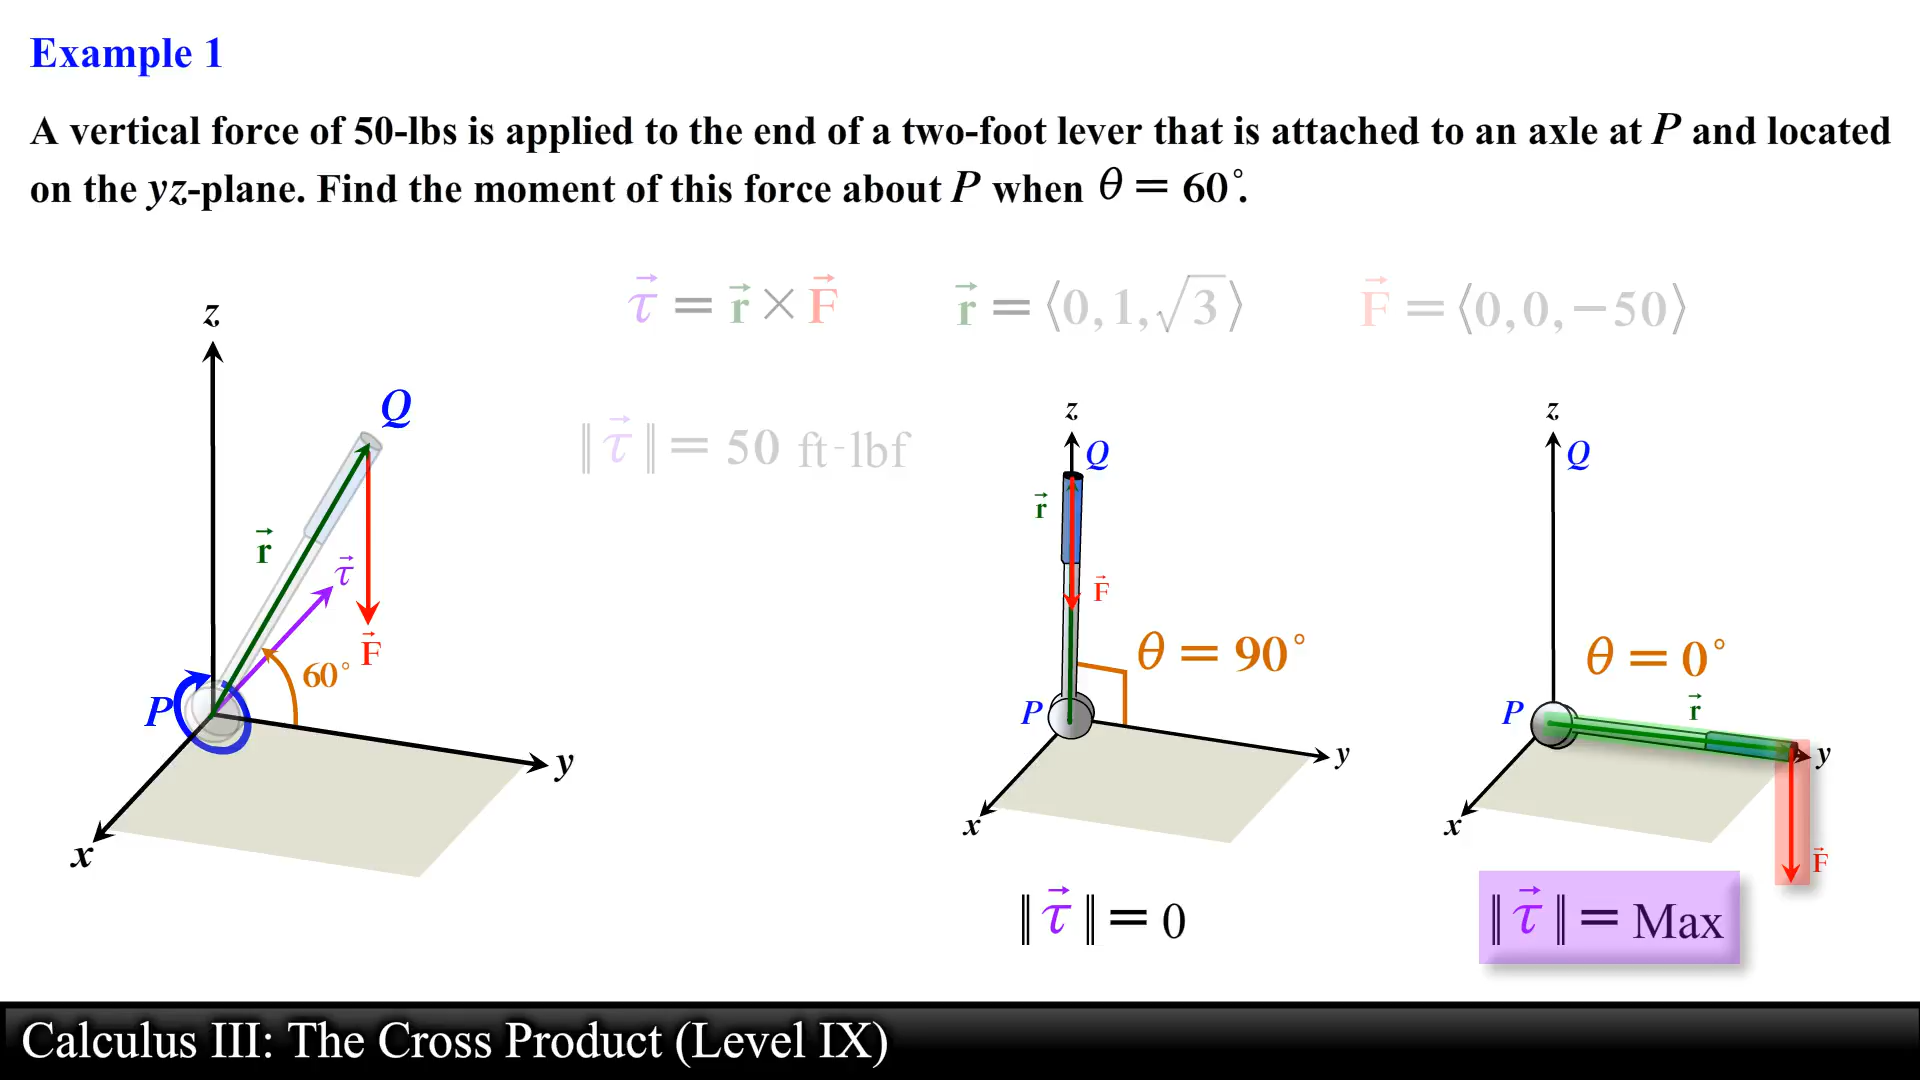 Example 1
A vertical force of 50-lbs is applied to the end of a two-foot lever that is attached to an axle at P and located
on the yz-plane. Find the moment of this force about P when θ = 60°.
τ⃗ = r⃗ × F⃗
r⃗ = ⟨0, 1, √3⟩
F⃗ = ⟨0, 0, −50⟩
‖τ⃗‖ = 50 ft-lbf
z
Q
r⃗
τ⃗
F⃗
60°
P
y
x
z
Q
r⃗
F⃗
θ = 90°
P
y
x
‖τ⃗‖ = 0
z
Q
θ = 0°
r⃗
P
y
x
F⃗
‖τ⃗‖ = Max
Calculus III: The Cross Product (Level IX)